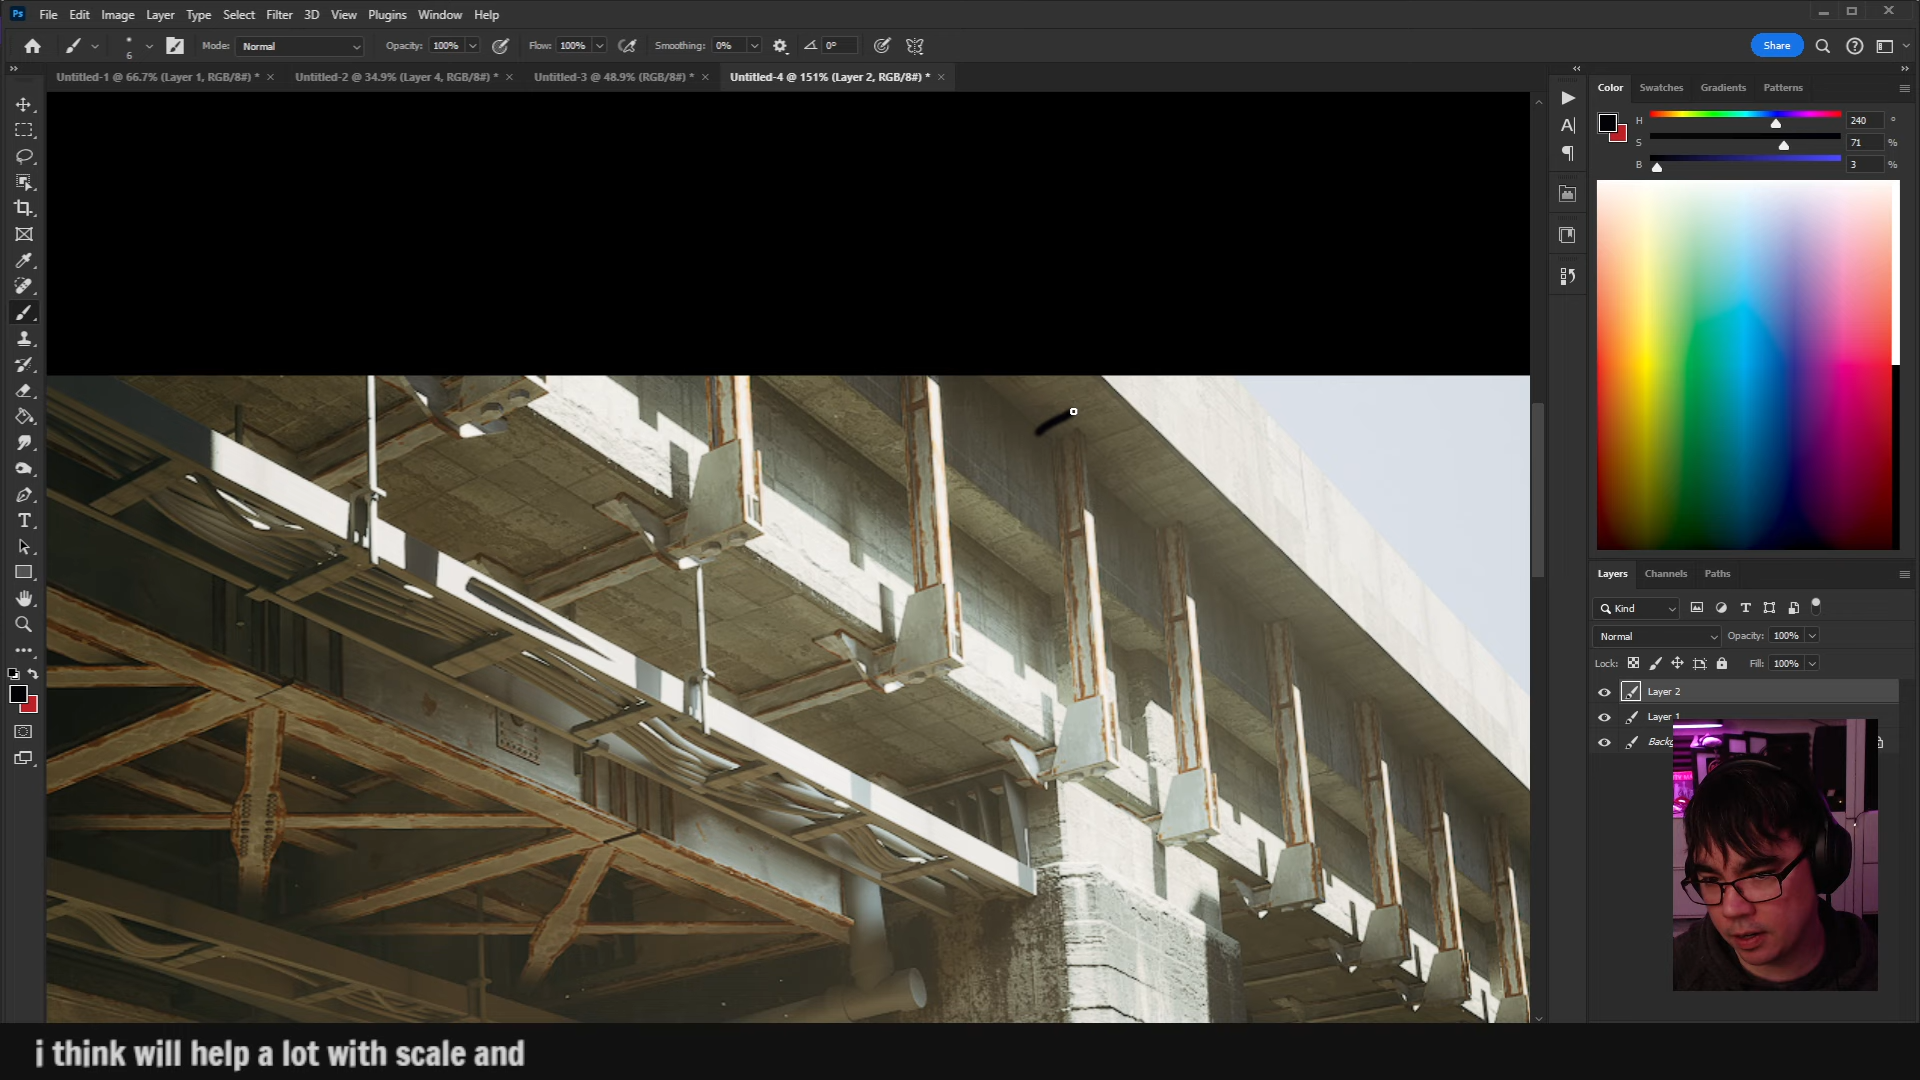 Ps File Edit Image Layer Type Select Filter 3D View Plugins Window Help
6 Mode: Normal Opacity: 100% Flow: 100% Smoothing: 0% 0° Share
Untitled-1 @ 66.7% (Layer 1, RGB/8#) * Untitled-2 @ 34.9% (Layer 4, RGB/8#) * Untitled-3 @ 48.9% (RGB/8#) * Untitled-4 @ 151% (Layer 2, RGB/8#) *
Color Swatches Gradients Patterns
H 240 °
S 71 %
B 3 %
Layers Channels Paths
Kind
Normal Opacity: 100%
Lock: Fill: 100%
Layer 2
Layer 1
Backg
i think will help a lot with scale and